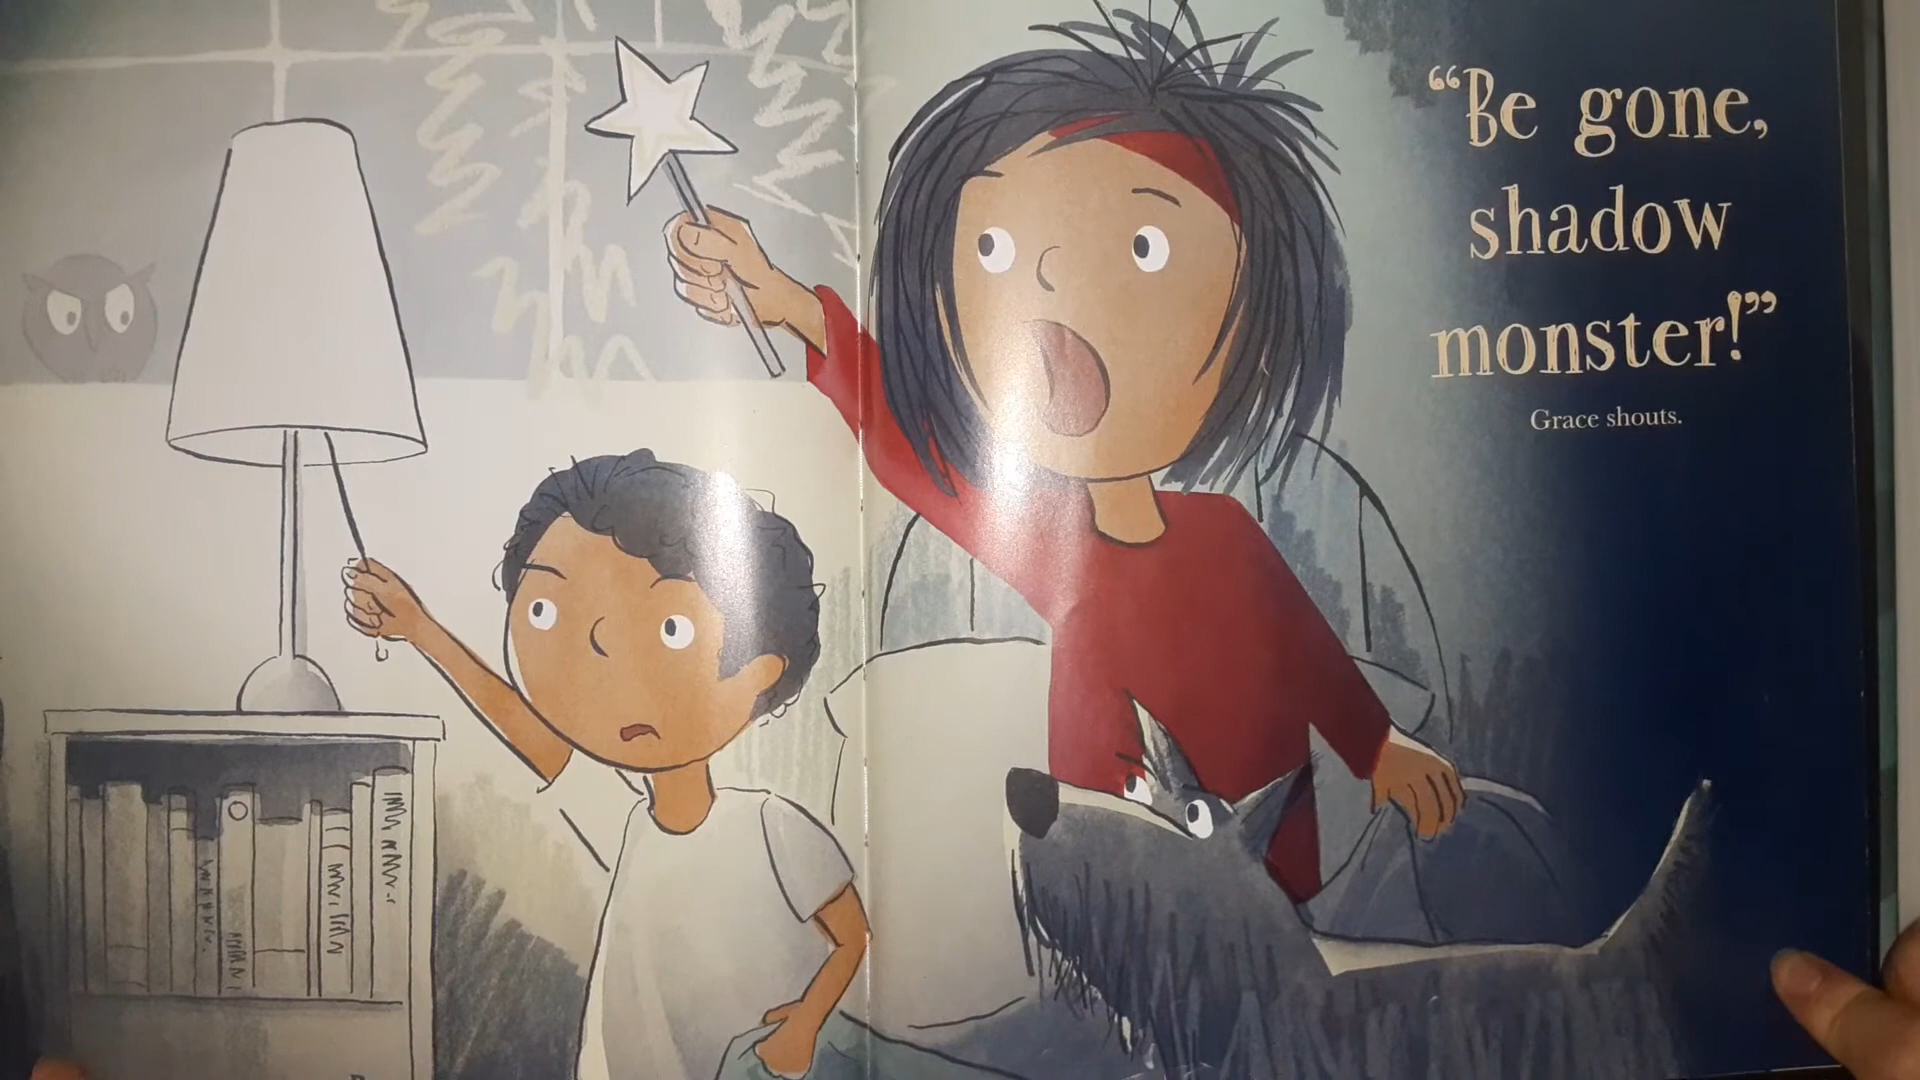 “Be gone,
shadow
monster!”
Grace shouts.